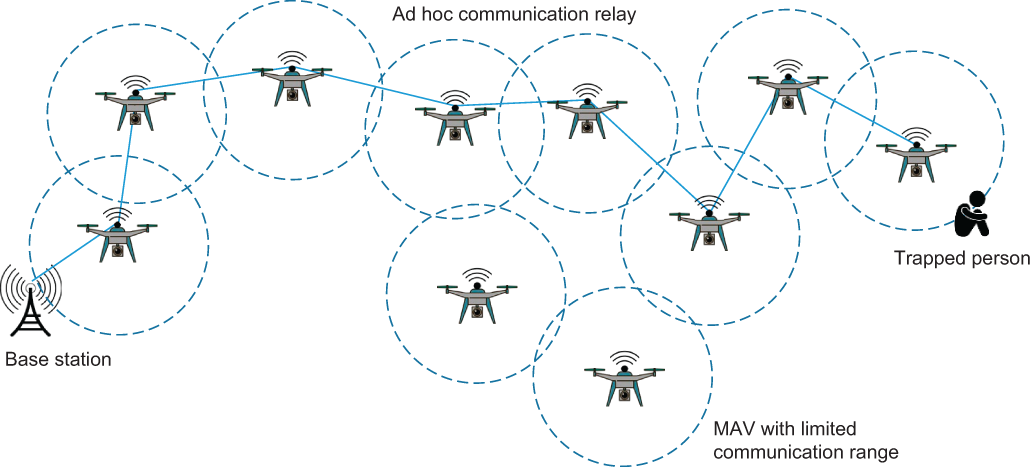 Ad hoc communication relay
Trapped person
Base station
MAV with limited
communication range